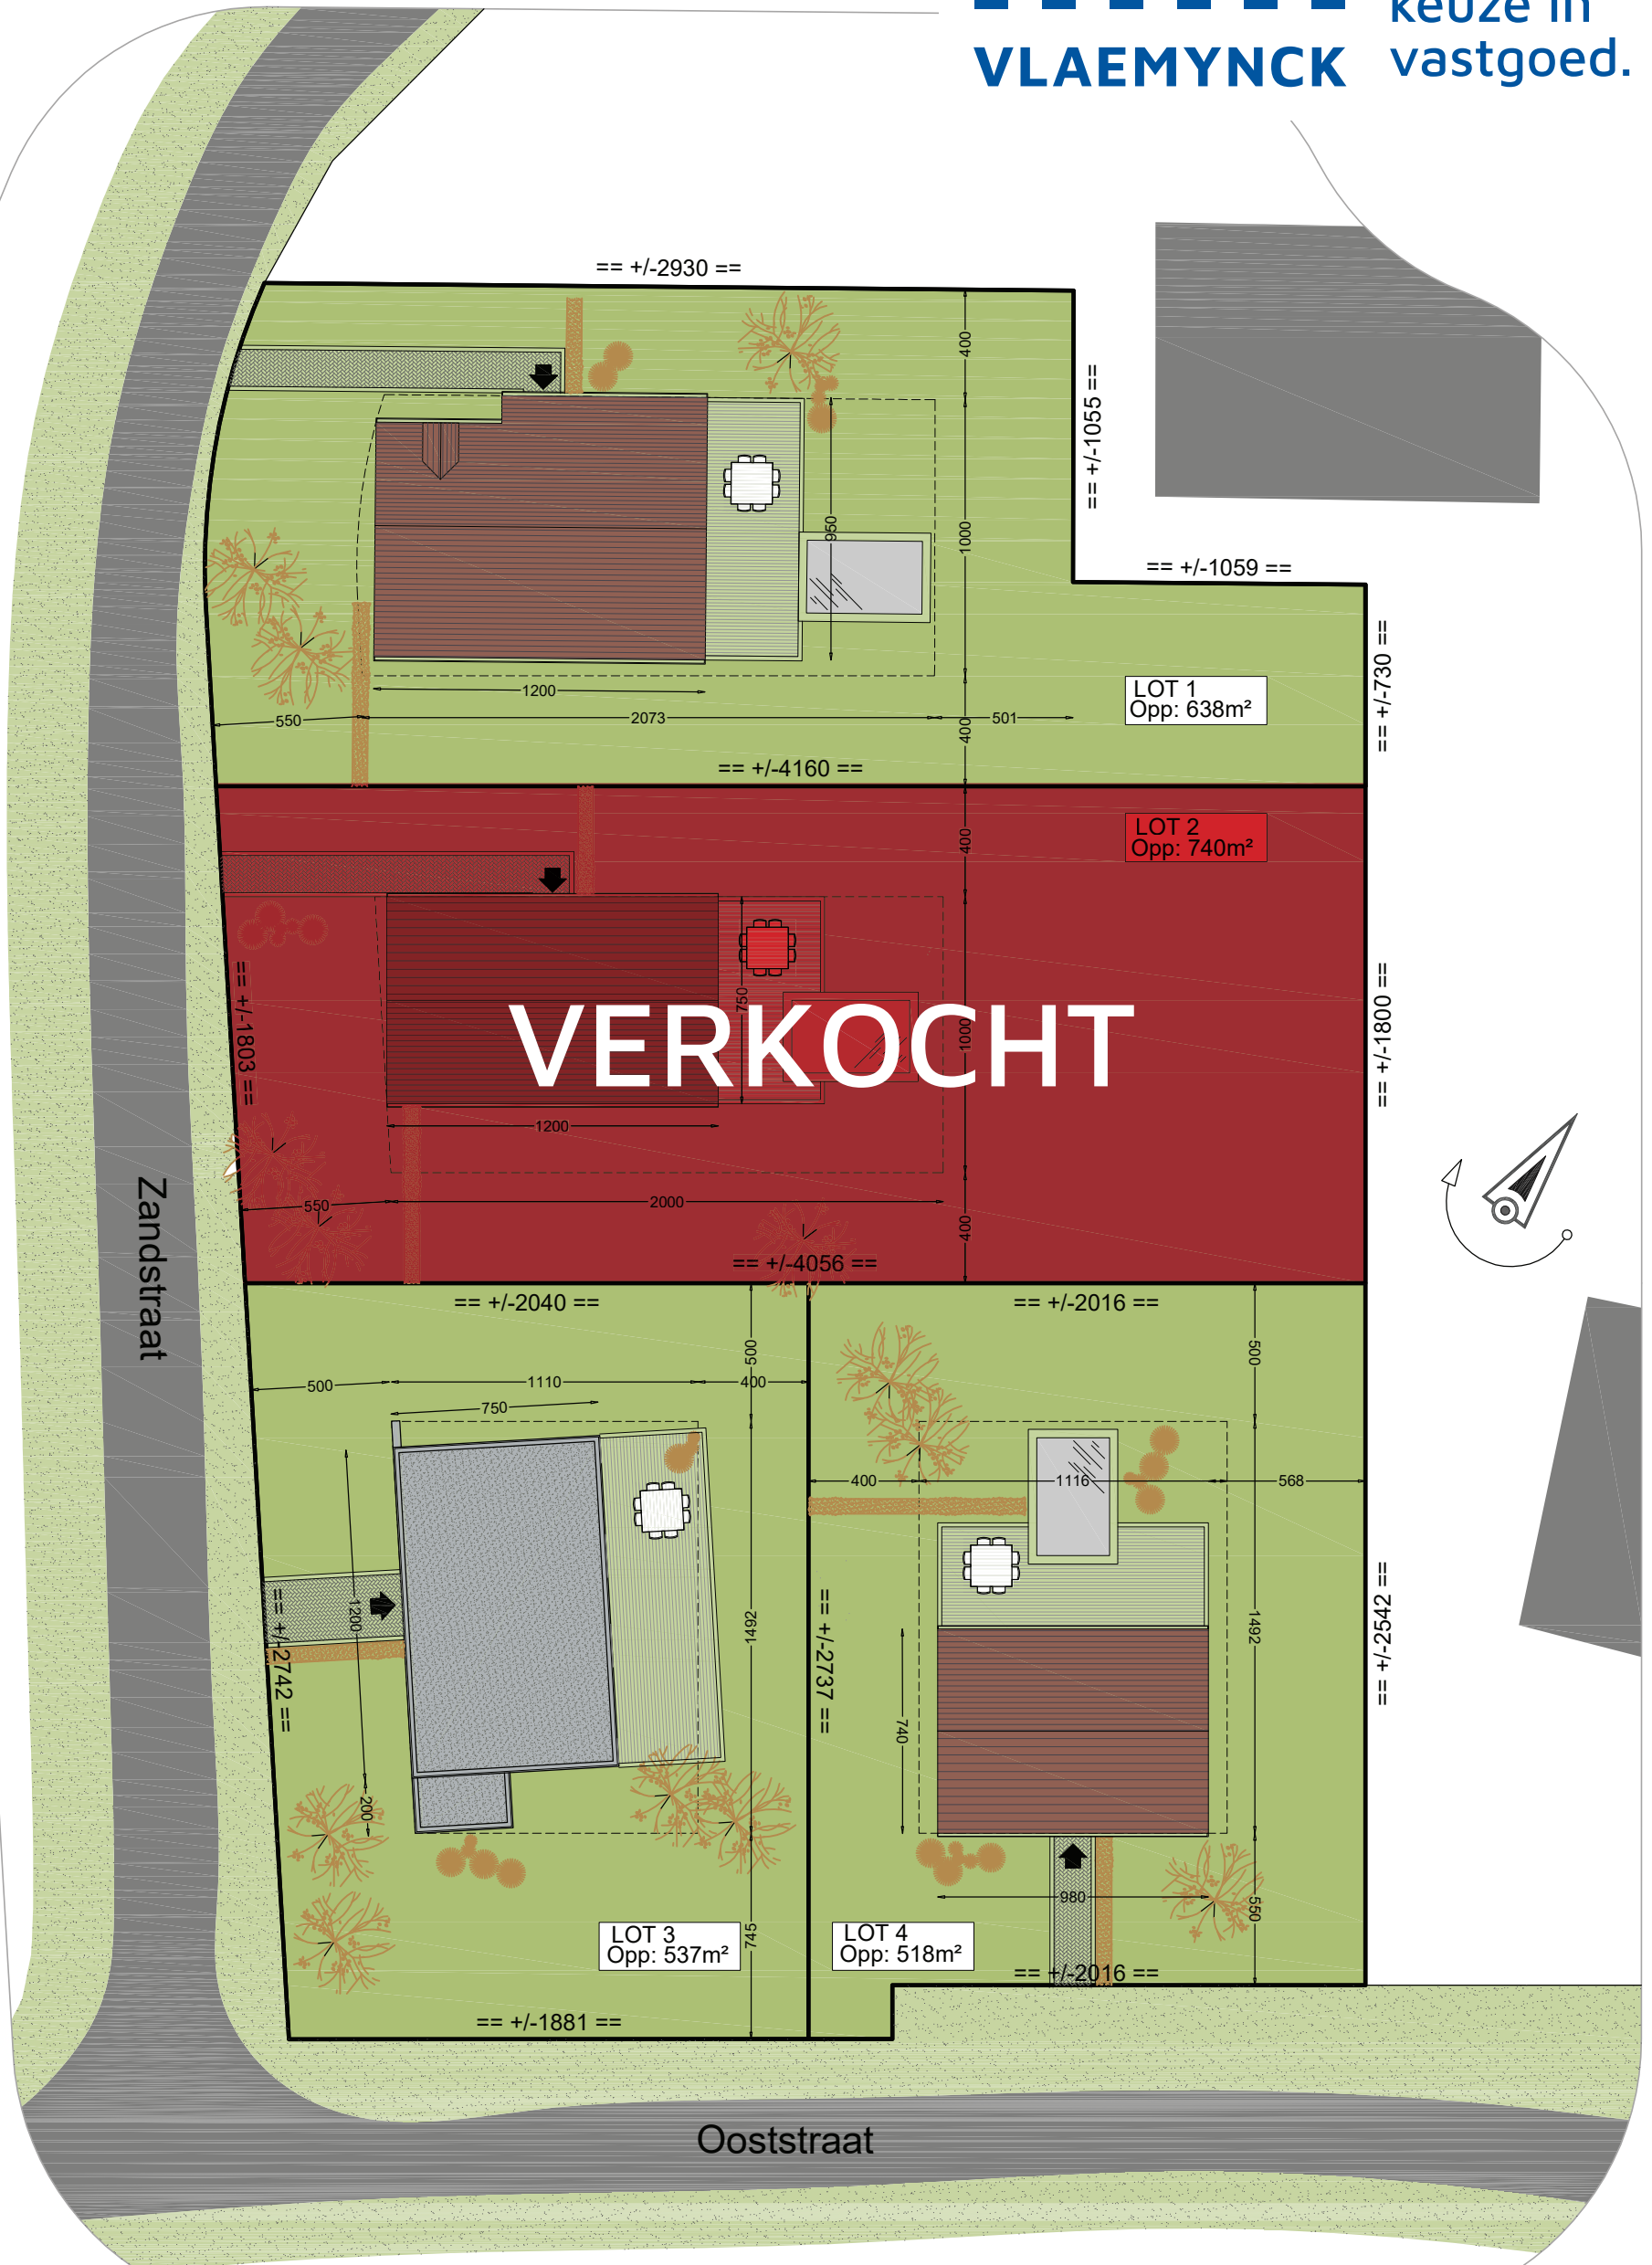 keuze in
VLAEMYNCK
vastgoed.
== +/-2930 ==
400
== +/-1055 ==
950
1000
== +/-1059 ==
== +/-730 ==
LOT 1
Opp: 638m²
1200
550
2073
501
400
== +/-4160 ==
LOT 2
Opp: 740m²
400
== +/-1803 ==
750
1000
VERKOCHT
== +/-1800 ==
1200
550
2000
400
== +/-4056 ==
Zandstraat
== +/-2040 ==
== +/-2016 ==
500
500
500
1110
400
750
400
1116
568
1200
== +/-2742 ==
1492
== +/-2737 ==
740
1492
== +/-2542 ==
200
980
550
LOT 3
Opp: 537m²
745
LOT 4
Opp: 518m²
== +/-2016 ==
== +/-1881 ==
Ooststraat